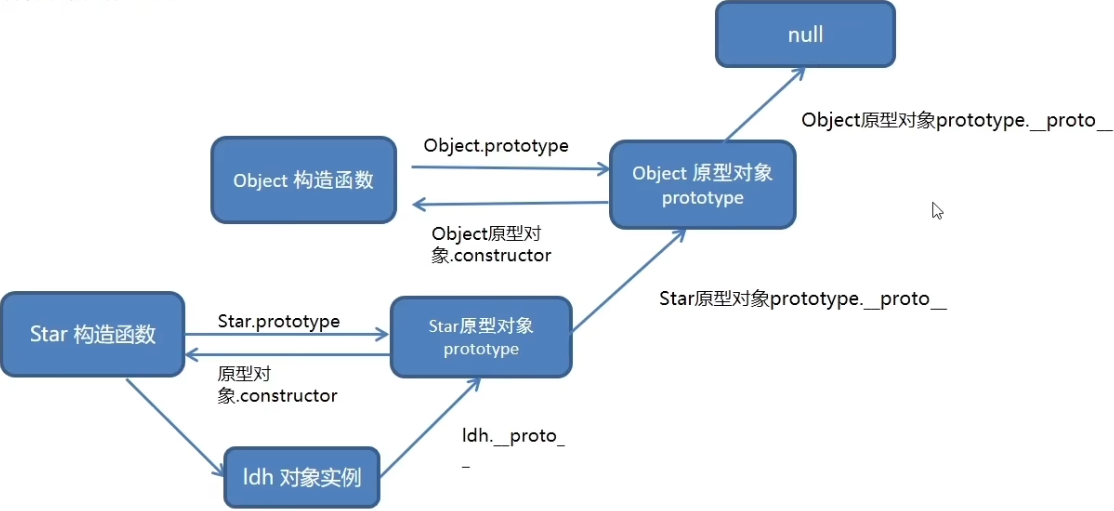 null
Object原型对象prototype.__proto__
Object.prototype
Object 构造函数
Object 原型对象
prototype
Object原型对
象.constructor
Star原型对象prototype.__proto__
Star 构造函数
Star.prototype
Star原型对象
prototype
原型对
象.constructor
ldh.__proto_
_
ldh 对象实例